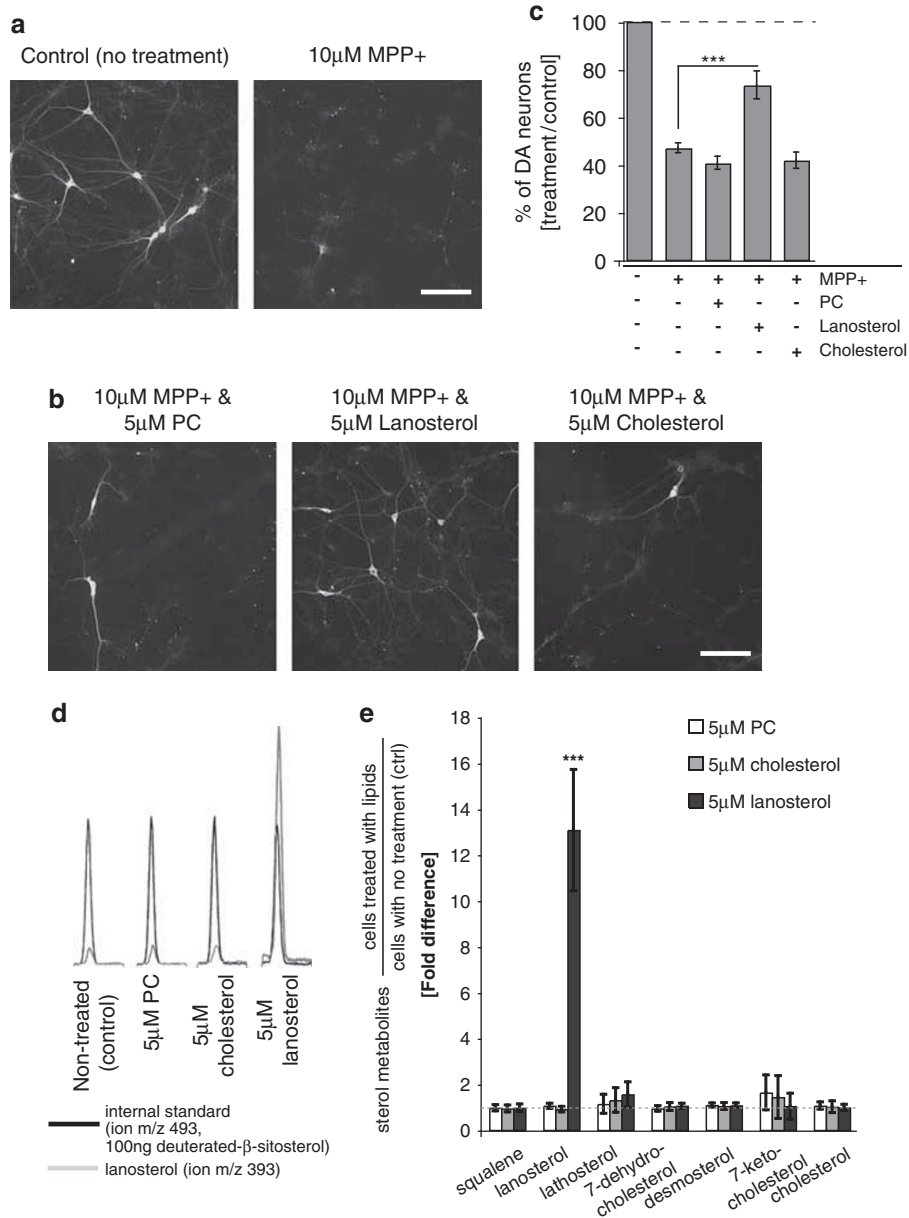 a
Control (no treatment)
10μM MPP+
c
100
80
60
40
20
0
% of DA neurons
[treatment/control]
***
- + + + + MPP+
- - + - - PC
- - - + - Lanosterol
- - - - + Cholesterol
b
10μM MPP+ &
5μM PC
10μM MPP+ &
5μM Lanosterol
10μM MPP+ &
5μM Cholesterol
d
Non-treated
(control)
5μM PC
5μM
cholesterol
5μM
lanosterol
internal standard
(ion m/z 493,
100ng deuterated-β-sitosterol)
lanosterol (ion m/z 393)
e
sterol metabolites
cells treated with lipids
cells with no treatment (ctrl)
[Fold difference]
18
16
14
12
10
8
6
4
2
0
***
5μM PC
5μM cholesterol
5μM lanosterol
squalene
lanosterol
lathosterol
7-dehydro-
cholesterol
desmosterol
7-keto-
cholesterol
cholesterol